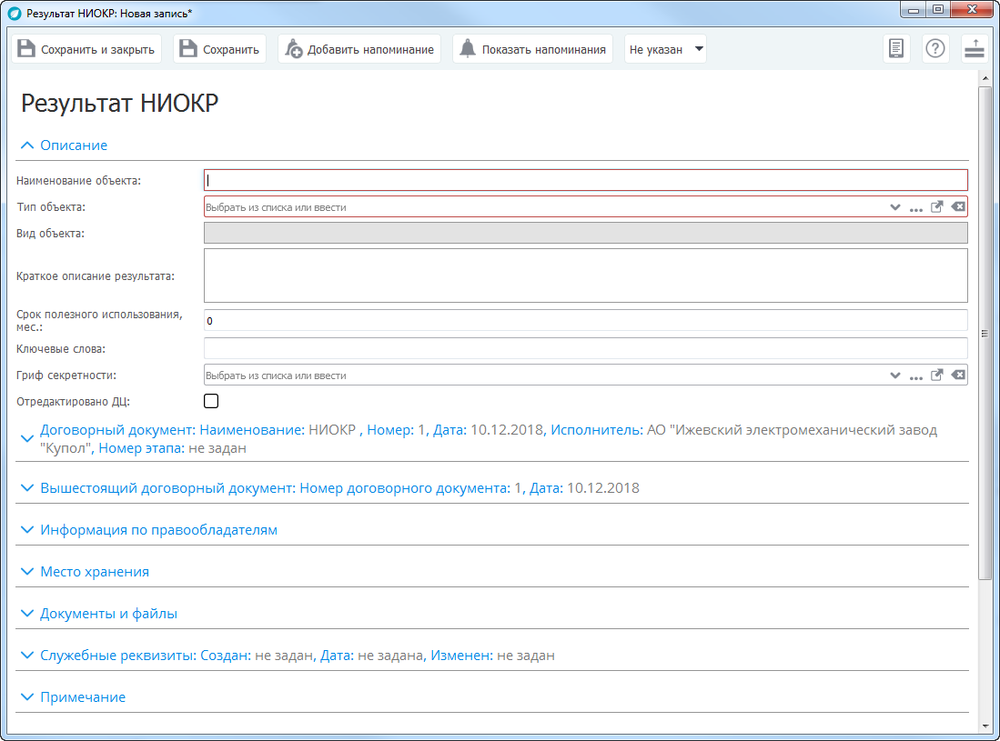 Результат НИОКР: Новая запись*
Сохранить и закрыть Сохранить Добавить напоминание Показать напоминания Не указан
Результат НИОКР
Описание
Наименование объекта:
Тип объекта: Выбрать из списка или ввести
Вид объекта:
Краткое описание результата:
Срок полезного использования,
мес.: 0
Ключевые слова:
Гриф секретности: Выбрать из списка или ввести
Отредактировано ДЦ:
Договорный документ: Наименование: НИОКР , Номер: 1, Дата: 10.12.2018, Исполнитель: АО "Ижевский электромеханический завод
"Купол", Номер этапа: не задан
Вышестоящий договорный документ: Номер договорного документа: 1, Дата: 10.12.2018
Информация по правообладателям
Место хранения
Документы и файлы
Служебные реквизиты: Создан: не задан, Дата: не задана, Изменен: не задан
Примечание